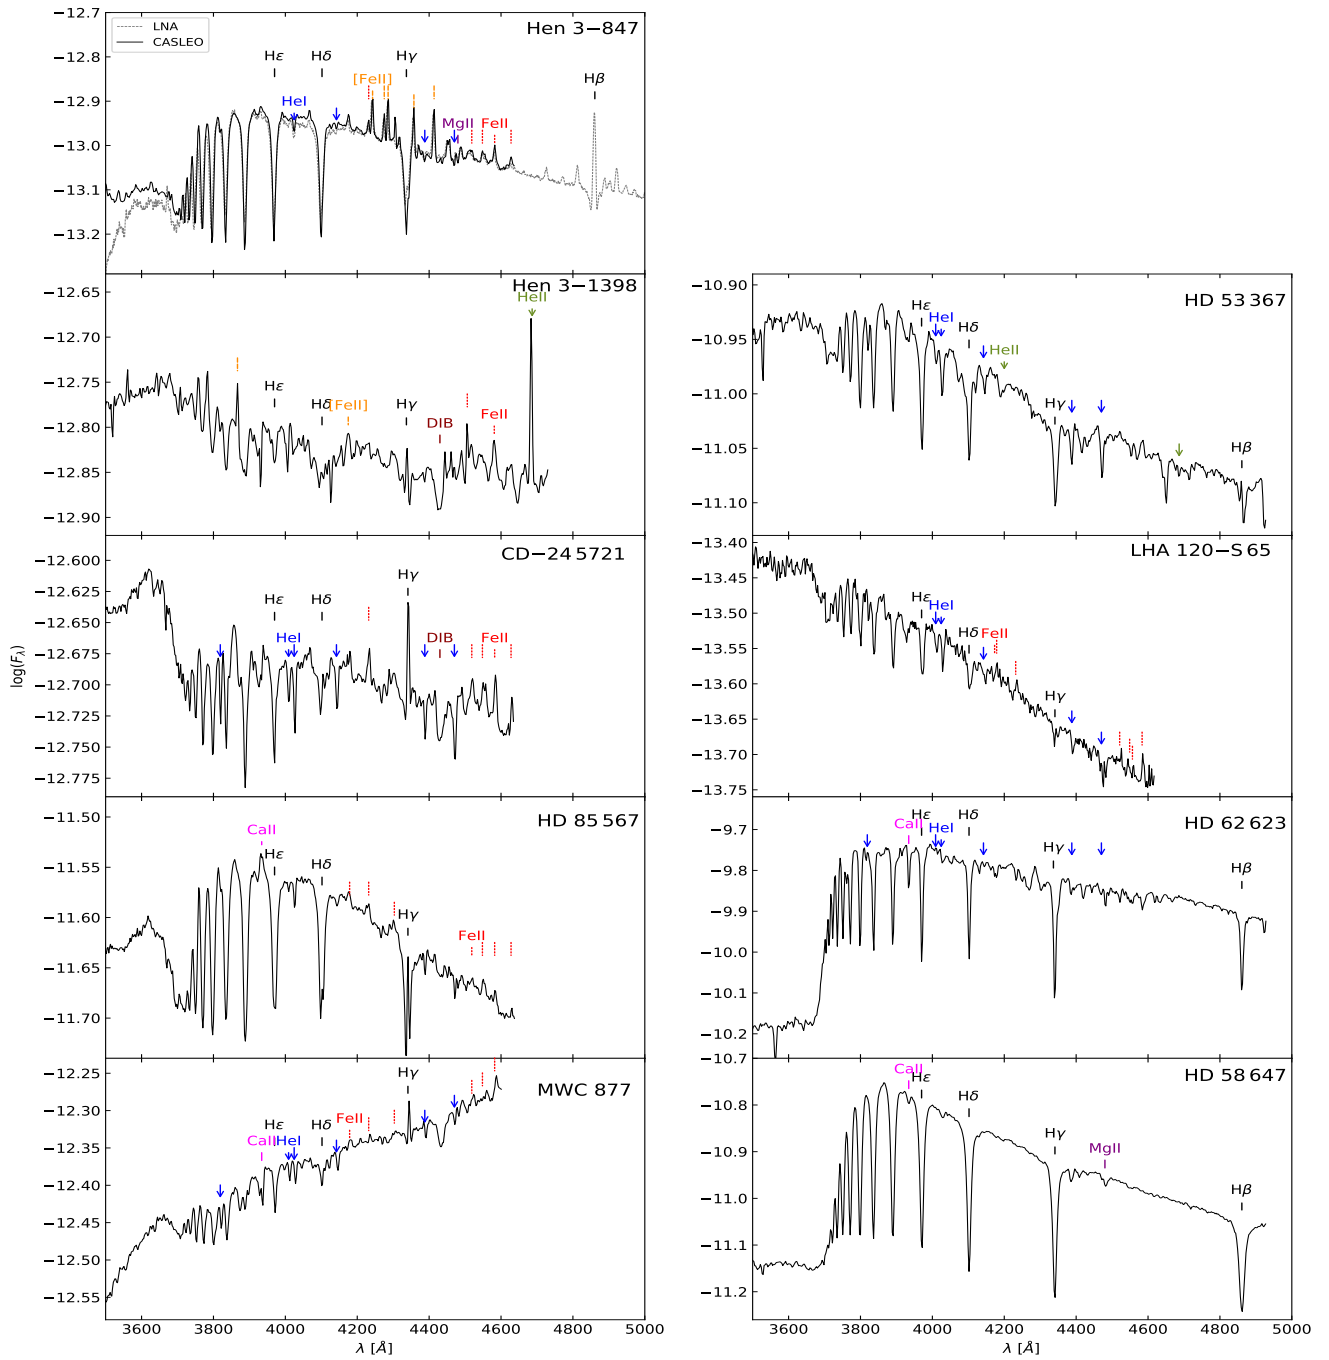 LNA
CASLEO
Hen 3−847
Hε
Hδ
Hγ
Hβ
[FeII]
HeI
MgII
FeII
−12.7
−12.8
−12.9
−13.0
−13.1
−13.2
Hen 3−1398
HeII
Hε
Hδ
[FeII]
Hγ
DIB
FeII
−12.65
−12.70
−12.75
−12.80
−12.85
−12.90
CD−24 5721
Hγ
Hε
Hδ
HeI
DIB
FeII
−12.600
−12.625
−12.650
−12.675
−12.700
−12.725
−12.750
−12.775
log(Fλ)
HD 85 567
CaII
Hε
Hδ
Hγ
FeII
−11.50
−11.55
−11.60
−11.65
−11.70
MWC 877
Hγ
Hε
Hδ
FeII
CaII
HeI
−12.25
−12.30
−12.35
−12.40
−12.45
−12.50
−12.55
3600 3800 4000 4200 4400 4600 4800 5000
λ [Å]
HD 53 367
Hε
HeI
Hδ
HeII
Hγ
Hβ
−10.90
−10.95
−11.00
−11.05
−11.10
LHA 120−S 65
Hε
HeI
Hδ
FeII
Hγ
−13.40
−13.45
−13.50
−13.55
−13.60
−13.65
−13.70
−13.75
HD 62 623
CaII
Hε
HeI
Hδ
Hγ
Hβ
−9.7
−9.8
−9.9
−10.0
−10.1
−10.2
HD 58 647
CaII
Hε
Hδ
Hγ
MgII
Hβ
−10.7
−10.8
−10.9
−11.0
−11.1
−11.2
3600 3800 4000 4200 4400 4600 4800 5000
λ [Å]